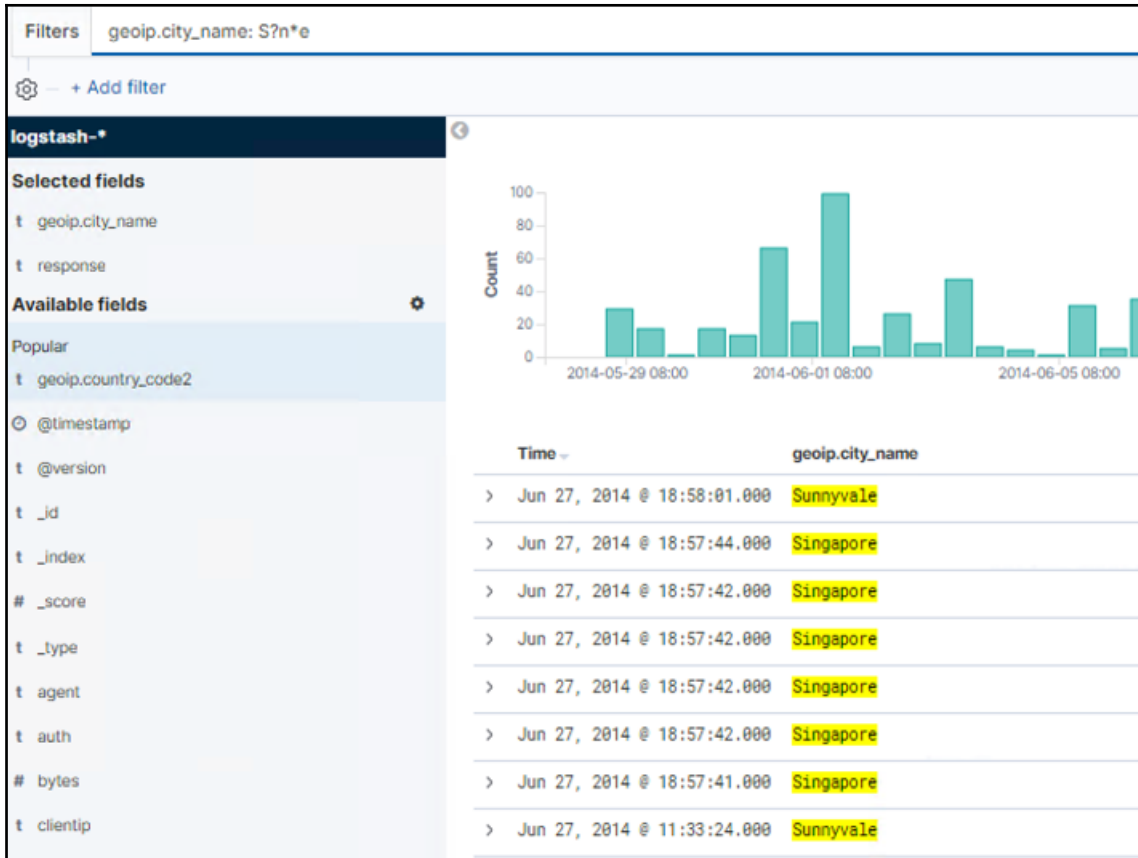 Filters geoip.city_name: S?n*e
+ Add filter
logstash-*
Selected fields
t geoip.city_name
t response
Available fields
Popular
t geoip.country_code2
@timestamp
t @version
t _id
t _index
# _score
t _type
t agent
t auth
# bytes
t clientip
Count
100
80
60
40
20
0
2014-05-29 08:00 2014-06-01 08:00 2014-06-05 08:00
Time geoip.city_name
> Jun 27, 2014 @ 18:58:01.000 Sunnyvale
> Jun 27, 2014 @ 18:57:44.000 Singapore
> Jun 27, 2014 @ 18:57:42.000 Singapore
> Jun 27, 2014 @ 18:57:42.000 Singapore
> Jun 27, 2014 @ 18:57:42.000 Singapore
> Jun 27, 2014 @ 18:57:42.000 Singapore
> Jun 27, 2014 @ 18:57:41.000 Singapore
> Jun 27, 2014 @ 11:33:24.000 Sunnyvale